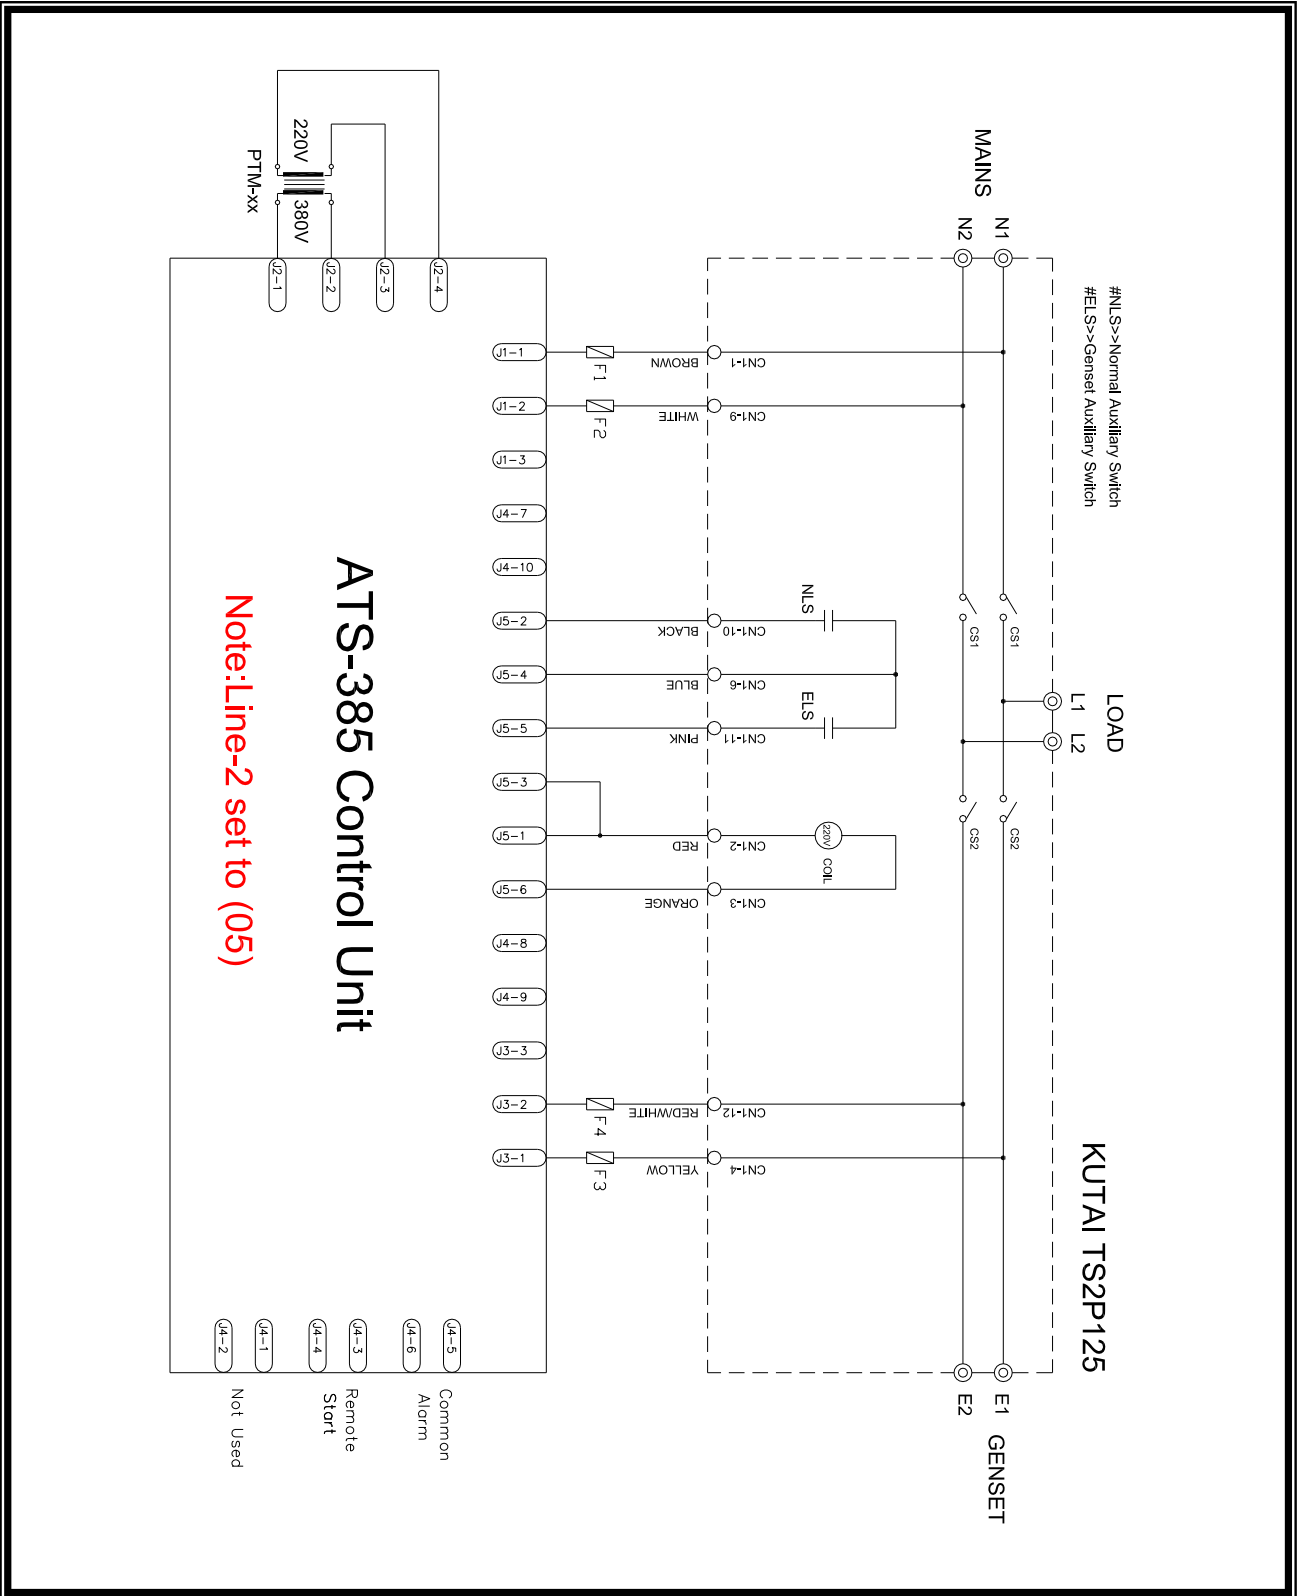 KUTAI TS2P125
LOAD
L1
L2
#NLS>>Normal Auxiliary Switch
#ELS>>Genset Auxiliary Switch
MAINS
N1
N2
CS1
CS1
CS2
CS2
E1
E2
GENSET
NLS
ELS
220V
COIL
CN1-1
CN1-9
CN1-10
CN1-6
CN1-11
CN1-2
CN1-3
CN1-12
CN1-4
BROWN
WHITE
BLACK
BLUE
PINK
RED
ORANGE
RED/WHITE
YELLOW
F1
F2
F4
F3
J1-1
J1-2
J1-3
J4-7
J4-10
J5-2
J5-4
J5-5
J5-3
J5-1
J5-6
J4-8
J4-9
J3-3
J3-2
J3-1
J2-4
J2-3
J2-2
J2-1
220V
380V
PTM-xx
ATS-385 Control Unit
Note:Line-2 set to (05)
J4-5
J4-6
Common
Alarm
J4-3
J4-4
Remote
Start
J4-1
J4-2
Not Used